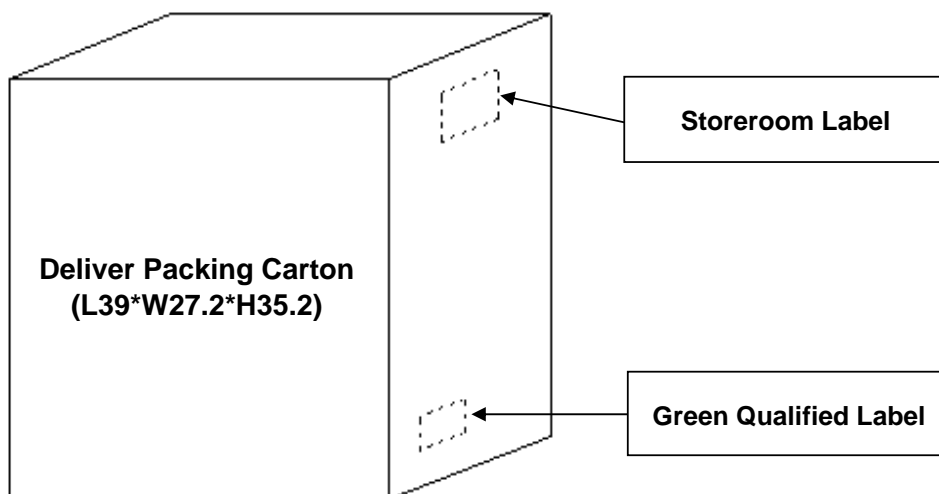 Storeroom Label
Deliver Packing Carton
(L39*W27.2*H35.2)
Green Qualified Label